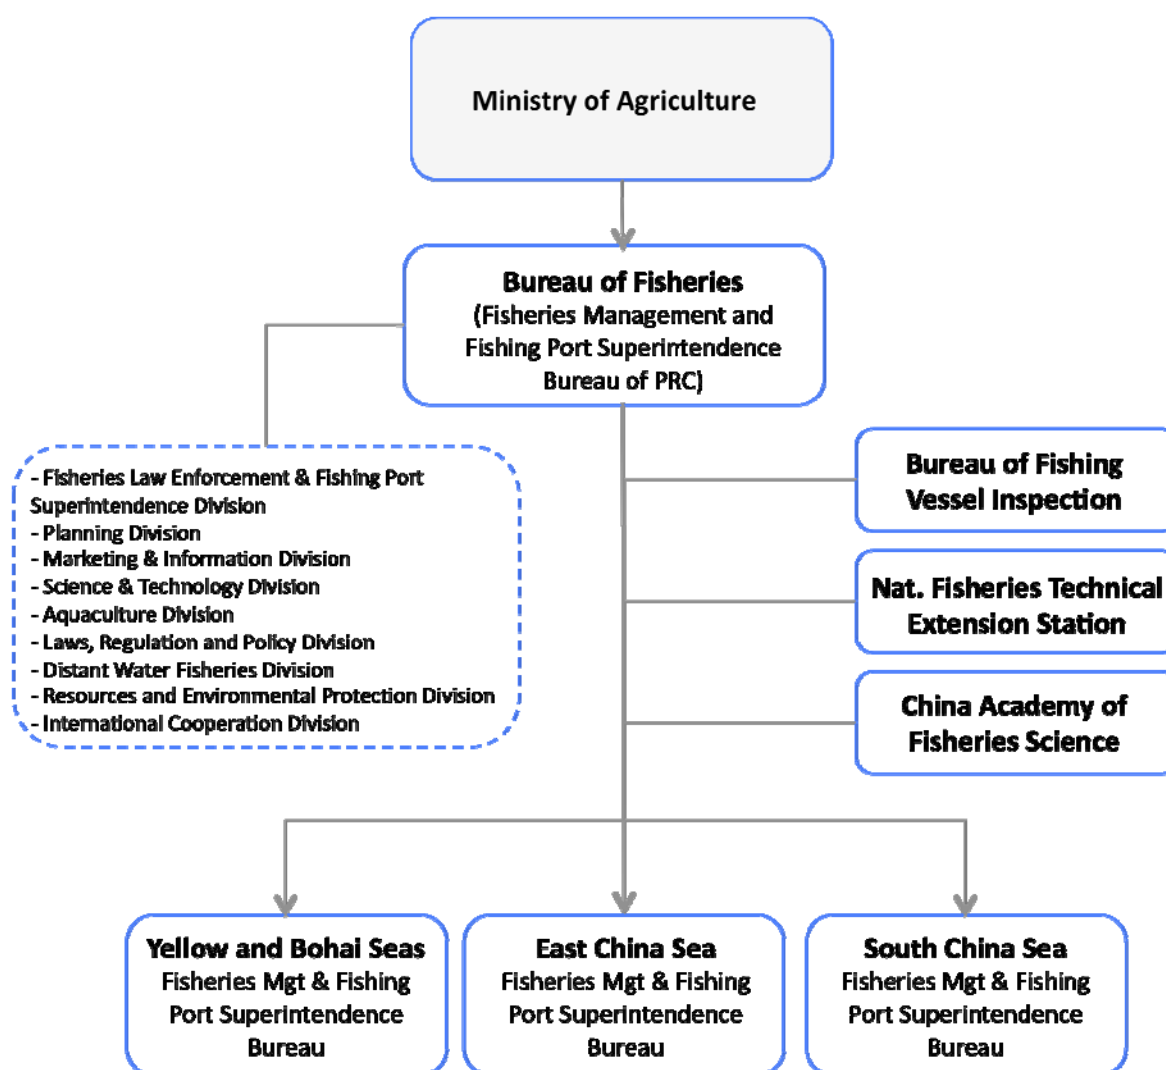 Ministry of Agriculture
Bureau of Fisheries
(Fisheries Management and
Fishing Port Superintendence
Bureau of PRC)
- Fisheries Law Enforcement & Fishing Port
Superintendence Division
- Planning Division
- Marketing & Information Division
- Science & Technology Division
- Aquaculture Division
- Laws, Regulation and Policy Division
- Distant Water Fisheries Division
- Resources and Environmental Protection Division
- International Cooperation Division
Bureau of Fishing
Vessel Inspection
Nat. Fisheries Technical
Extension Station
China Academy of
Fisheries Science
Yellow and Bohai Seas
Fisheries Mgt & Fishing
Port Superintendence
Bureau
East China Sea
Fisheries Mgt & Fishing
Port Superintendence
Bureau
South China Sea
Fisheries Mgt & Fishing
Port Superintendence
Bureau